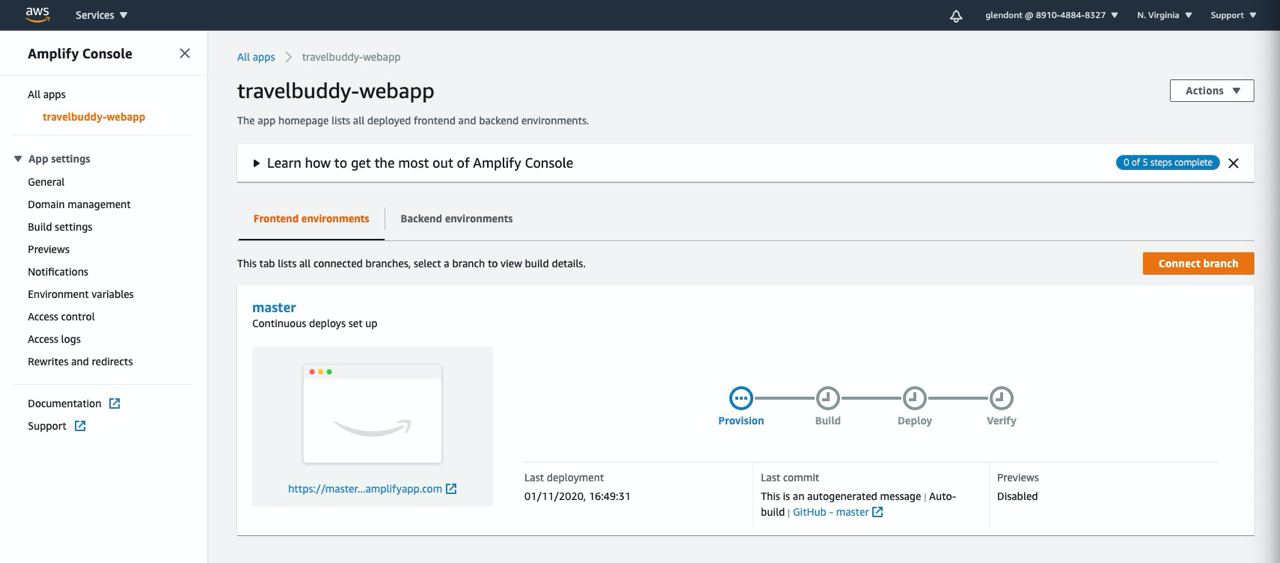 aws
Services
glendont @ 8910-4884-8327
N. Virginia
Support
Amplify Console
All apps
travelbuddy-webapp
App settings
General
Domain management
Build settings
Previews
Notifications
Environment variables
Access control
Access logs
Rewrites and redirects
Documentation
Support
All apps
travelbuddy-webapp
travelbuddy-webapp
Actions
The app homepage lists all deployed frontend and backend environments.
Learn how to get the most out of Amplify Console
0 of 5 steps complete
Frontend environments
Backend environments
This tab lists all connected branches, select a branch to view build details.
Connect branch
master
Continuous deploys set up
https://master...amplifyapp.com
Provision
Build
Deploy
Verify
Last deployment
01/11/2020, 16:49:31
Last commit
This is an autogenerated message | Auto-
build | GitHub - master
Previews
Disabled